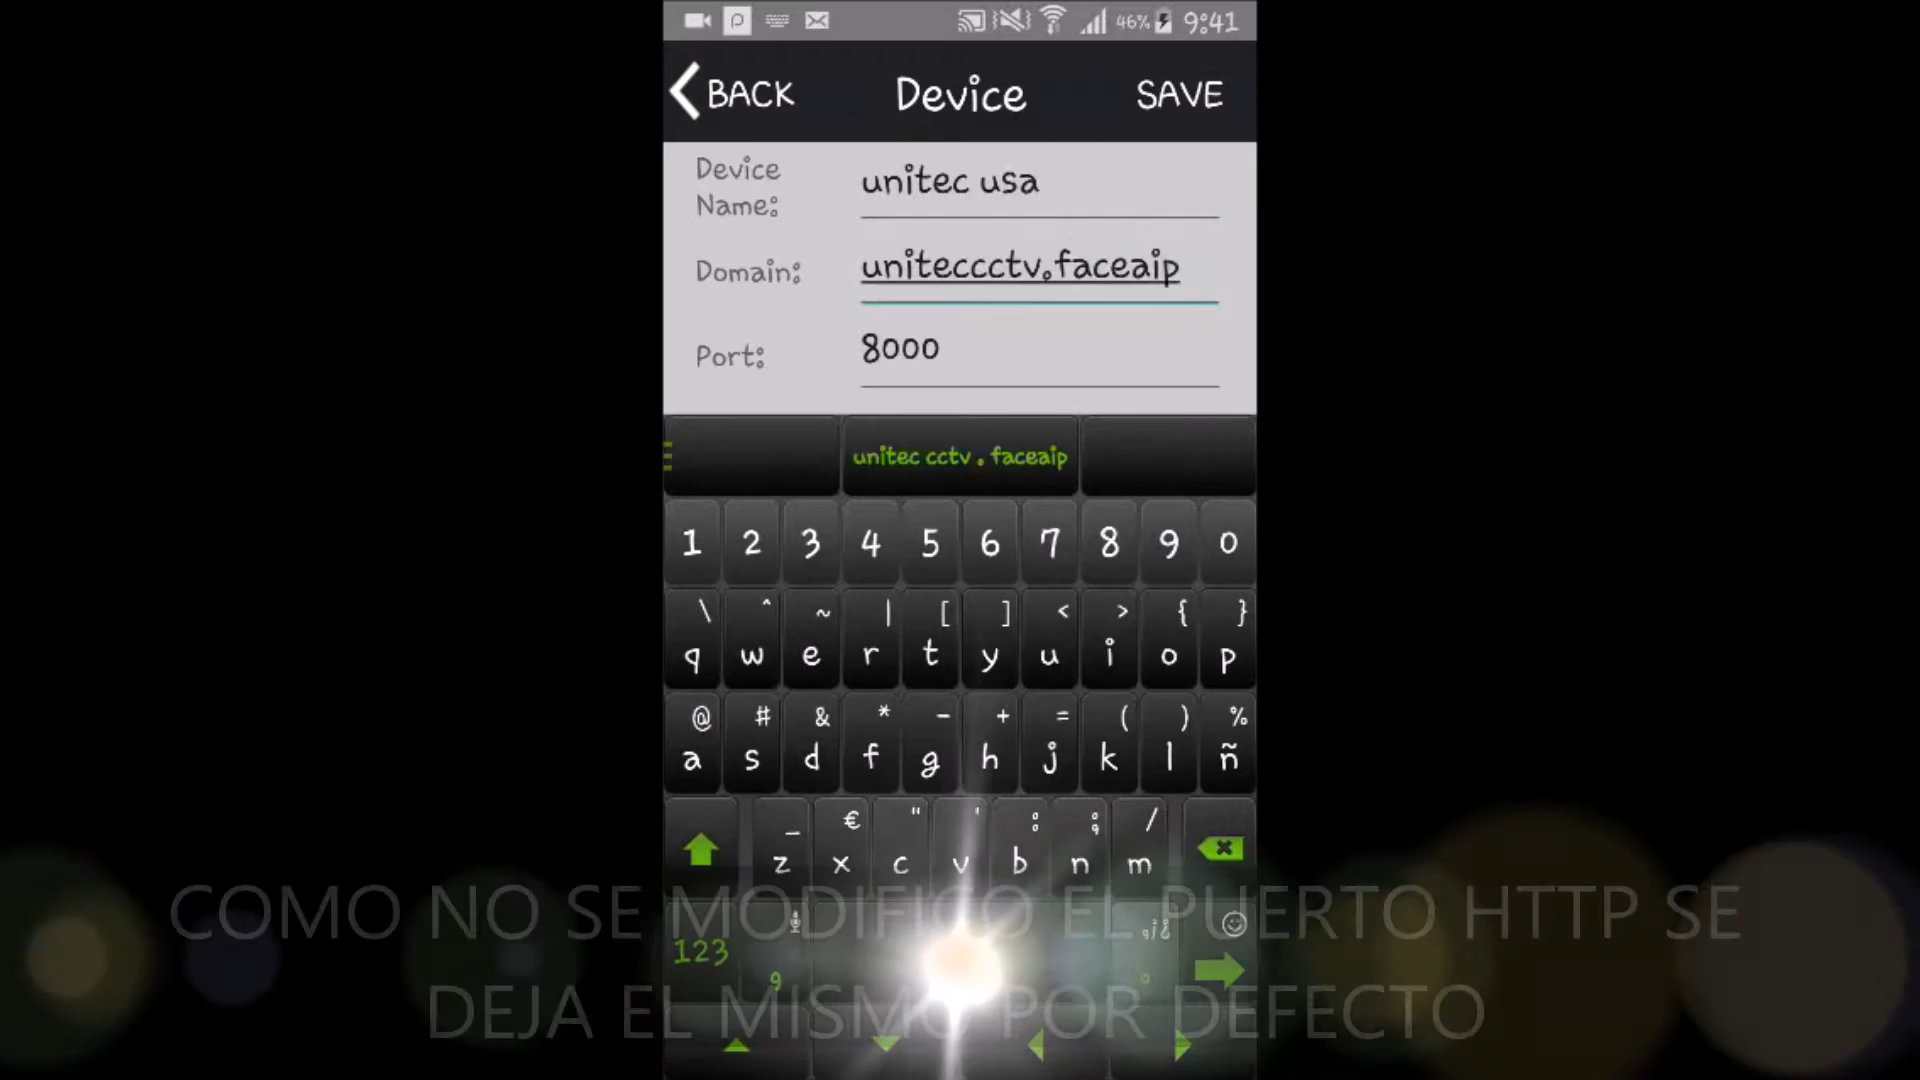 46% 9:41
BACK Device SAVE
Device
Name:
unitec usa
Domain:
uniteccctv.faceaip
Port:
8000
unitec cctv . faceaip
1 2 3 4 5 6 7 8 9 0
\ ^ ~ | [ ] < > { }
q w e r t y u i o p
@ # & * - + = ( ) %
a s d f g h j k l ñ
_ € " ' : ; /
z x c v b n m
123 , .
COMO NO SE MODIFICO EL PUERTO HTTP SE
DEJA EL MISMO POR DEFECTO